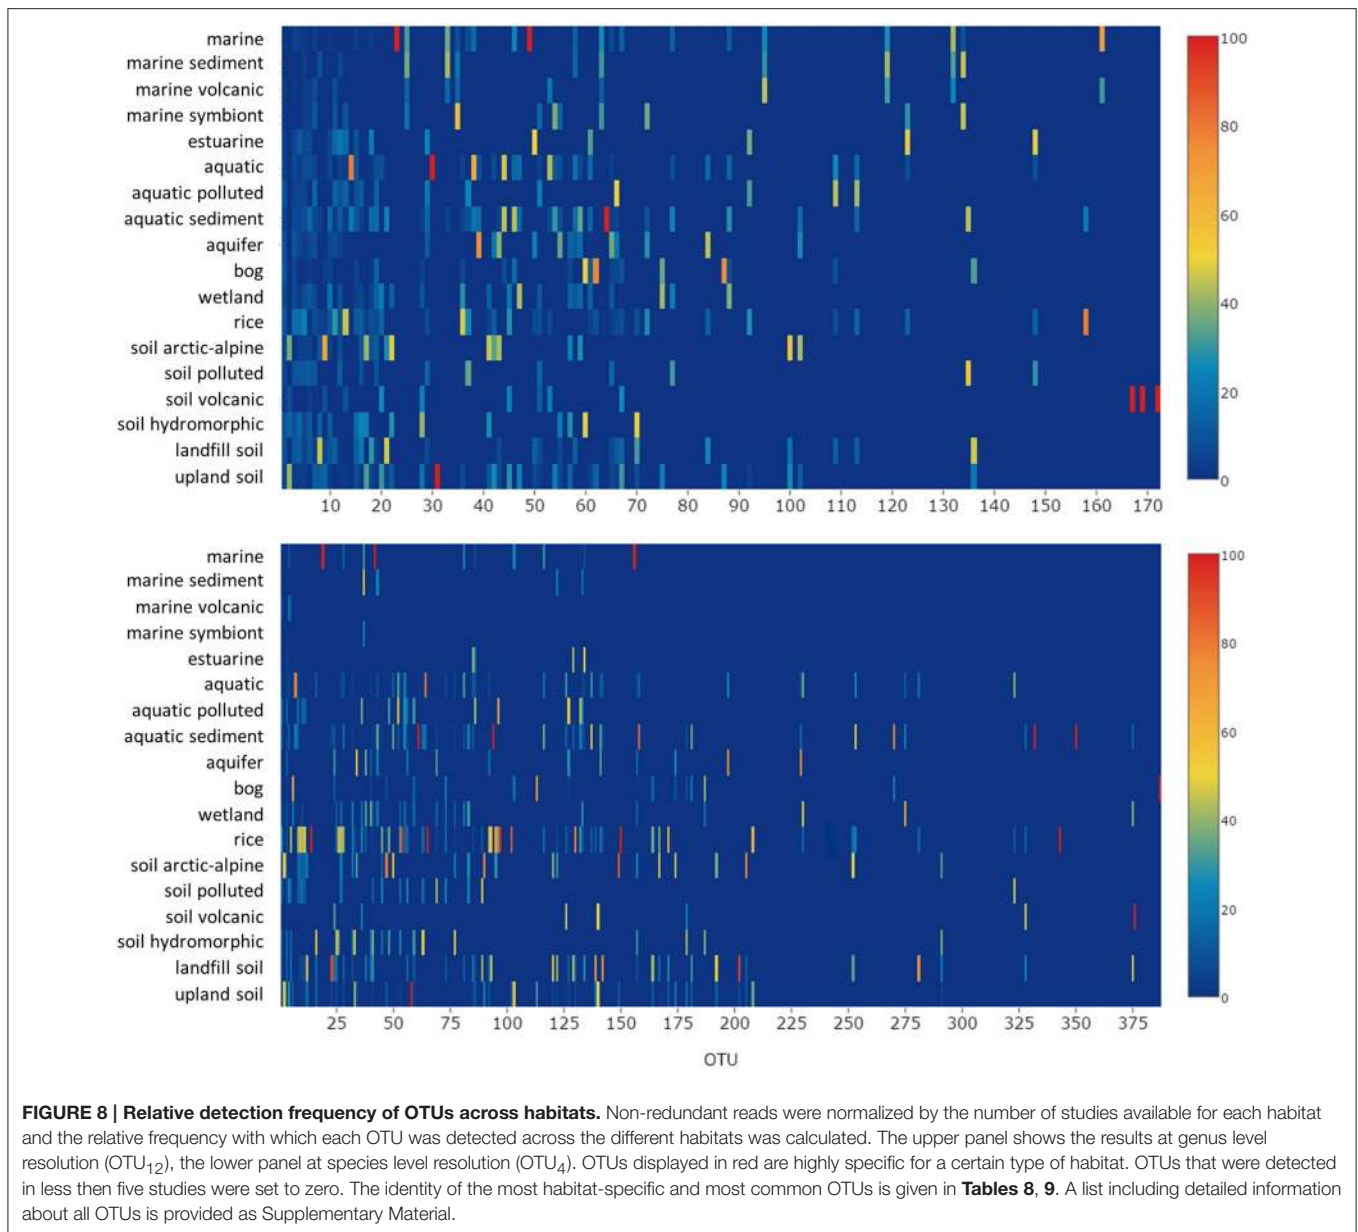 marine
marine sediment
marine volcanic
marine symbiont
estuarine
aquatic
aquatic polluted
aquatic sediment
aquifer
bog
wetland
rice
soil arctic-alpine
soil polluted
soil volcanic
soil hydromorphic
landfill soil
upland soil
10 20 30 40 50 60 70 80 90 100 110 120 130 140 150 160 170
100
80
60
40
20
0
marine
marine sediment
marine volcanic
marine symbiont
estuarine
aquatic
aquatic polluted
aquatic sediment
aquifer
bog
wetland
rice
soil arctic-alpine
soil polluted
soil volcanic
soil hydromorphic
landfill soil
upland soil
25 50 75 100 125 150 175 200 225 250 275 300 325 350 375
OTU
100
80
60
40
20
0
FIGURE 8 | Relative detection frequency of OTUs across habitats. Non-redundant reads were normalized by the number of studies available for each habitat
and the relative frequency with which each OTU was detected across the different habitats was calculated. The upper panel shows the results at genus level
resolution (OTU12), the lower panel at species level resolution (OTU4). OTUs displayed in red are highly specific for a certain type of habitat. OTUs that were detected
in less then five studies were set to zero. The identity of the most habitat-specific and most common OTUs is given in Tables 8, 9. A list including detailed information
about all OTUs is provided as Supplementary Material.